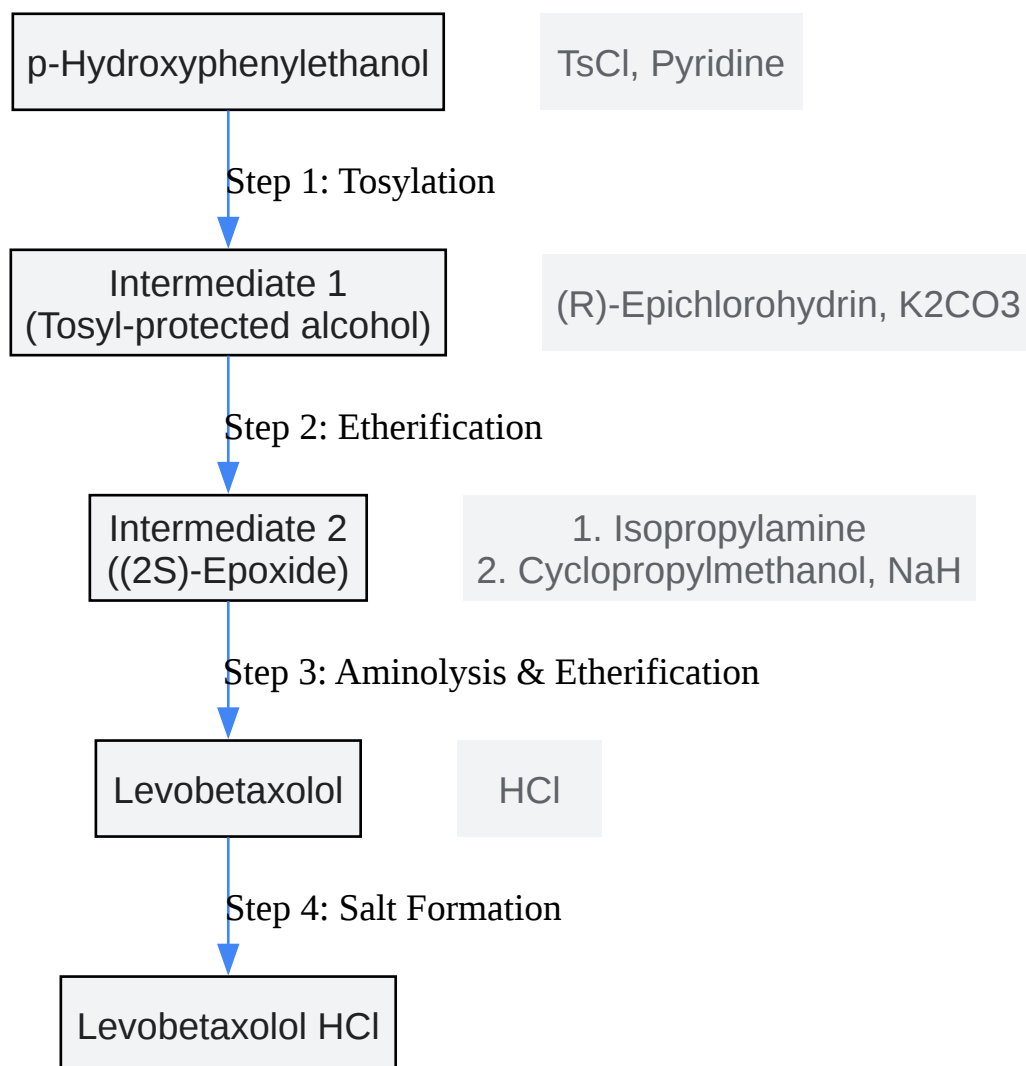 p-Hydroxyphenylethanol
TsCl, Pyridine
Step 1: Tosylation
Intermediate 1
(Tosyl-protected alcohol)
(R)-Epichlorohydrin, K2CO3
Step 2: Etherification
Intermediate 2
((2S)-Epoxide)
1. Isopropylamine
2. Cyclopropylmethanol, NaH
Step 3: Aminolysis & Etherification
Levobetaxolol
HCl
Step 4: Salt Formation
Levobetaxolol HCl